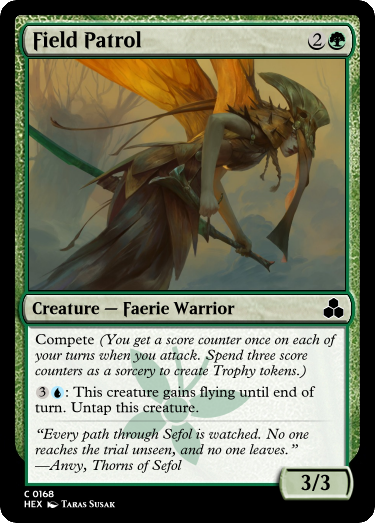 Field Patrol 2
Creature — Faerie Warrior
Compete (You get a score counter once on each of
your turns when you attack. Spend three score
counters as a sorcery to create Trophy tokens.)
3 : This creature gains flying until end of
turn. Untap this creature.
“Every path through Sefol is watched. No one
reaches the trial unseen, and no one leaves.”
—Anvy, Thorns of Sefol
3/3
C 0168
HEX Taras Susak